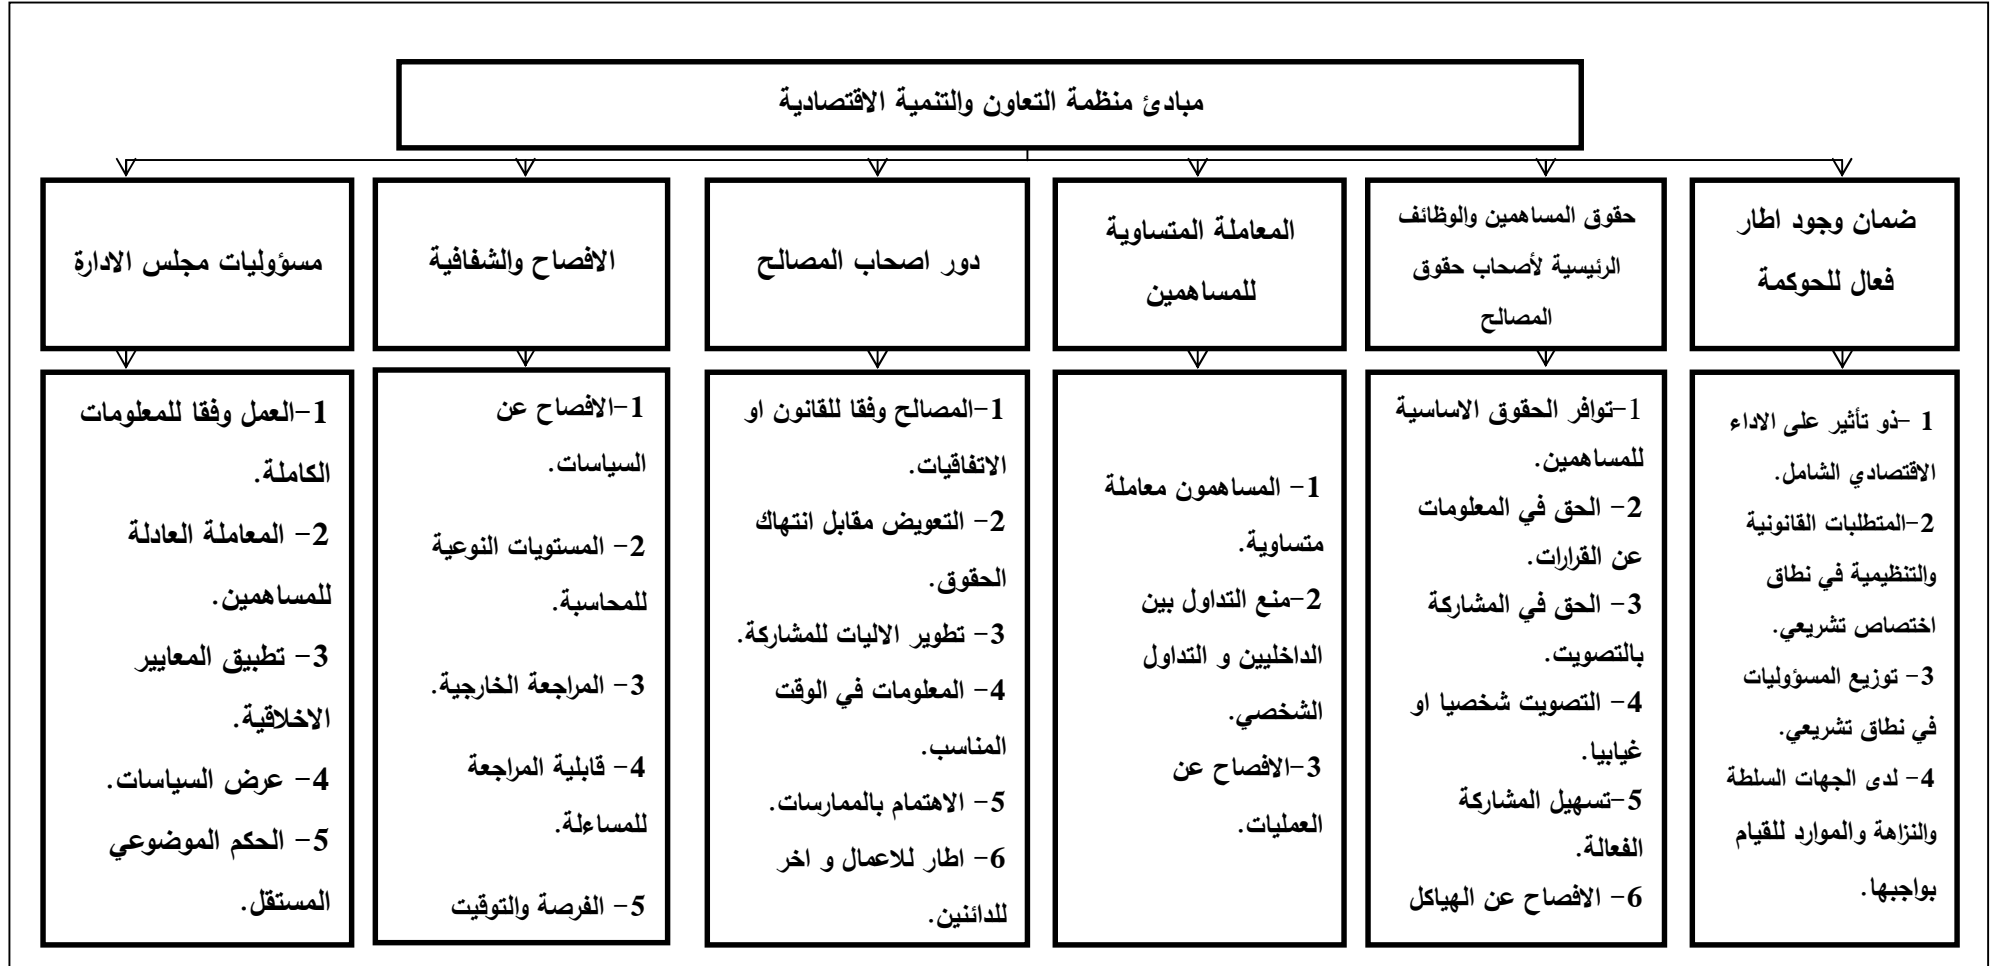 مبادئ منظمة التعاون والتنمية الاقتصادية
ضمان وجود اطار
فعال للحوكمة
حقوق المساهمين والوظائف
الرئيسية لأصحاب حقوق
المصالح
المعاملة المتساوية
للمساهمين
دور اصحاب المصالح
الافصاح والشفافية
مسؤوليات مجلس الادارة
1 -ذو تأثير على الاداء
الاقتصادي الشامل.
2-المتطلبات القانونية
والتنظيمية في نطاق
اختصاص تشريعي.
3- توزيع المسؤوليات
في نطاق تشريعي.
4- لدى الجهات السلطة
والنزاهة والموارد للقيام
بواجبها.
1-توافر الحقوق الاساسية
للمساهمين.
2- الحق في المعلومات
عن القرارات.
3- الحق في المشاركة
بالتصويت.
4- التصويت شخصيا او
غيابيا.
5-تسهيل المشاركة
الفعالة.
6- الافصاح عن الهياكل
1- المساهمون معاملة
متساوية.
2-منع التداول بين
الداخليين و التداول
الشخصي.
3-الافصاح عن
العمليات.
1-المصالح وفقا للقانون او
الاتفاقيات.
2- التعويض مقابل انتهاك
الحقوق.
3- تطوير الاليات للمشاركة.
4- المعلومات في الوقت
المناسب.
5- الاهتمام بالممارسات.
6- اطار للاعمال و اخر
للدائنين.
1-الافصاح عن
السياسات.
2- المستويات النوعية
للمحاسبة.
3- المراجعة الخارجية.
4- قابلية المراجعة
للمساءلة.
5- الفرصة والتوقيت
1-العمل وفقا للمعلومات
الكاملة.
2- المعاملة العادلة
للمساهمين.
3- تطبيق المعايير
الاخلاقية.
4- عرض السياسات.
5- الحكم الموضوعي
المستقل.